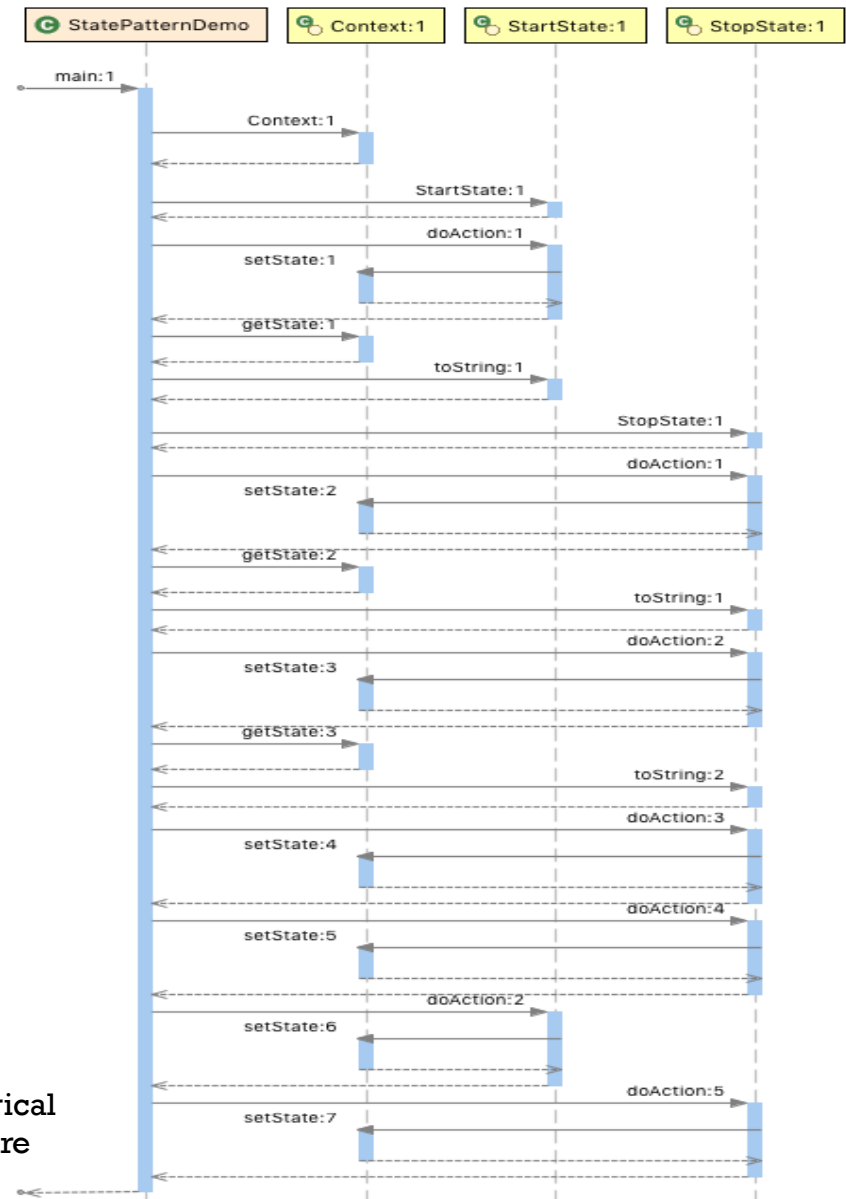 C StatePatternDemo
C Context:1
C StartState:1
C StopState:1
main:1
Context:1
StartState:1
doAction:1
setState:1
getState:1
toString:1
StopState:1
doAction:1
setState:2
getState:2
toString:1
doAction:2
setState:3
getState:3
toString:2
doAction:3
setState:4
doAction:4
setState:5
doAction:2
setState:6
doAction:5
setState:7